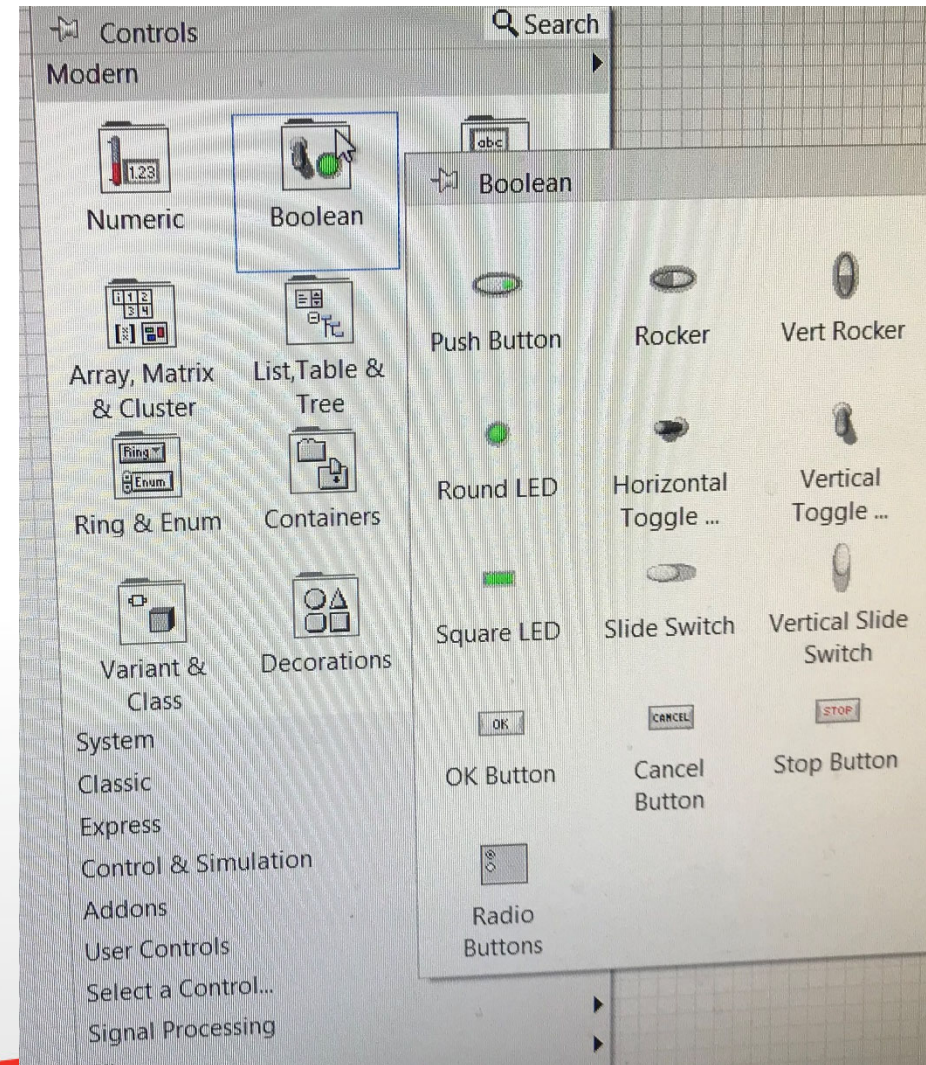 Controls
Search
Modern
1.23
abc
Numeric
Boolean
Array, Matrix
& Cluster
List,Table &
Tree
Ring
Enum
Ring & Enum
Containers
Variant &
Class
Decorations
System
Classic
Express
Control & Simulation
Addons
User Controls
Select a Control...
Signal Processing
Boolean
Push Button
Rocker
Vert Rocker
Round LED
Horizontal
Toggle ...
Vertical
Toggle ...
Square LED
Slide Switch
Vertical Slide
Switch
OK
CANCEL
STOP
OK Button
Cancel
Button
Stop Button
Radio
Buttons